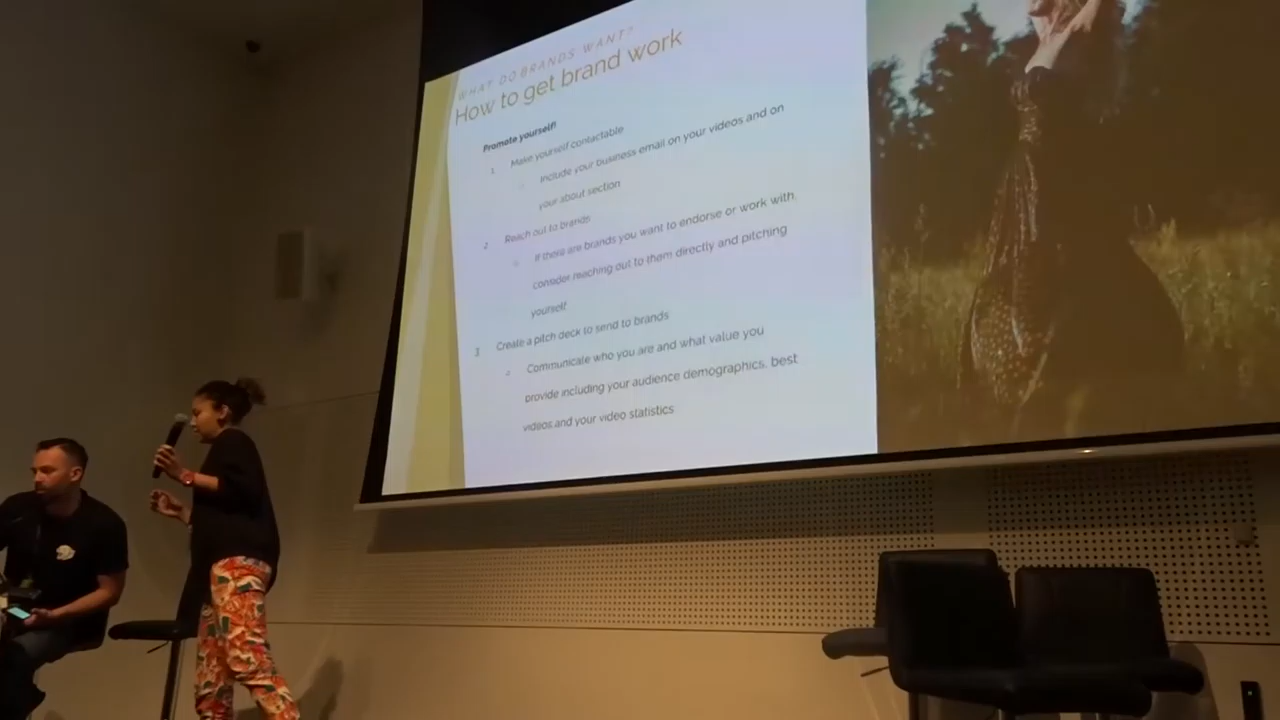 WHAT DO BRANDS WANT?
How to get brand work
Promote yourself!
1. Make yourself contactable
Include your business email on your videos and on
your about section
2. Reach out to brands
If there are brands you want to endorse or work with,
consider reaching out to them directly and pitching
yourself
3. Create a pitch deck to send to brands
Communicate who you are and what value you
provide including your audience demographics, best
videos and your video statistics